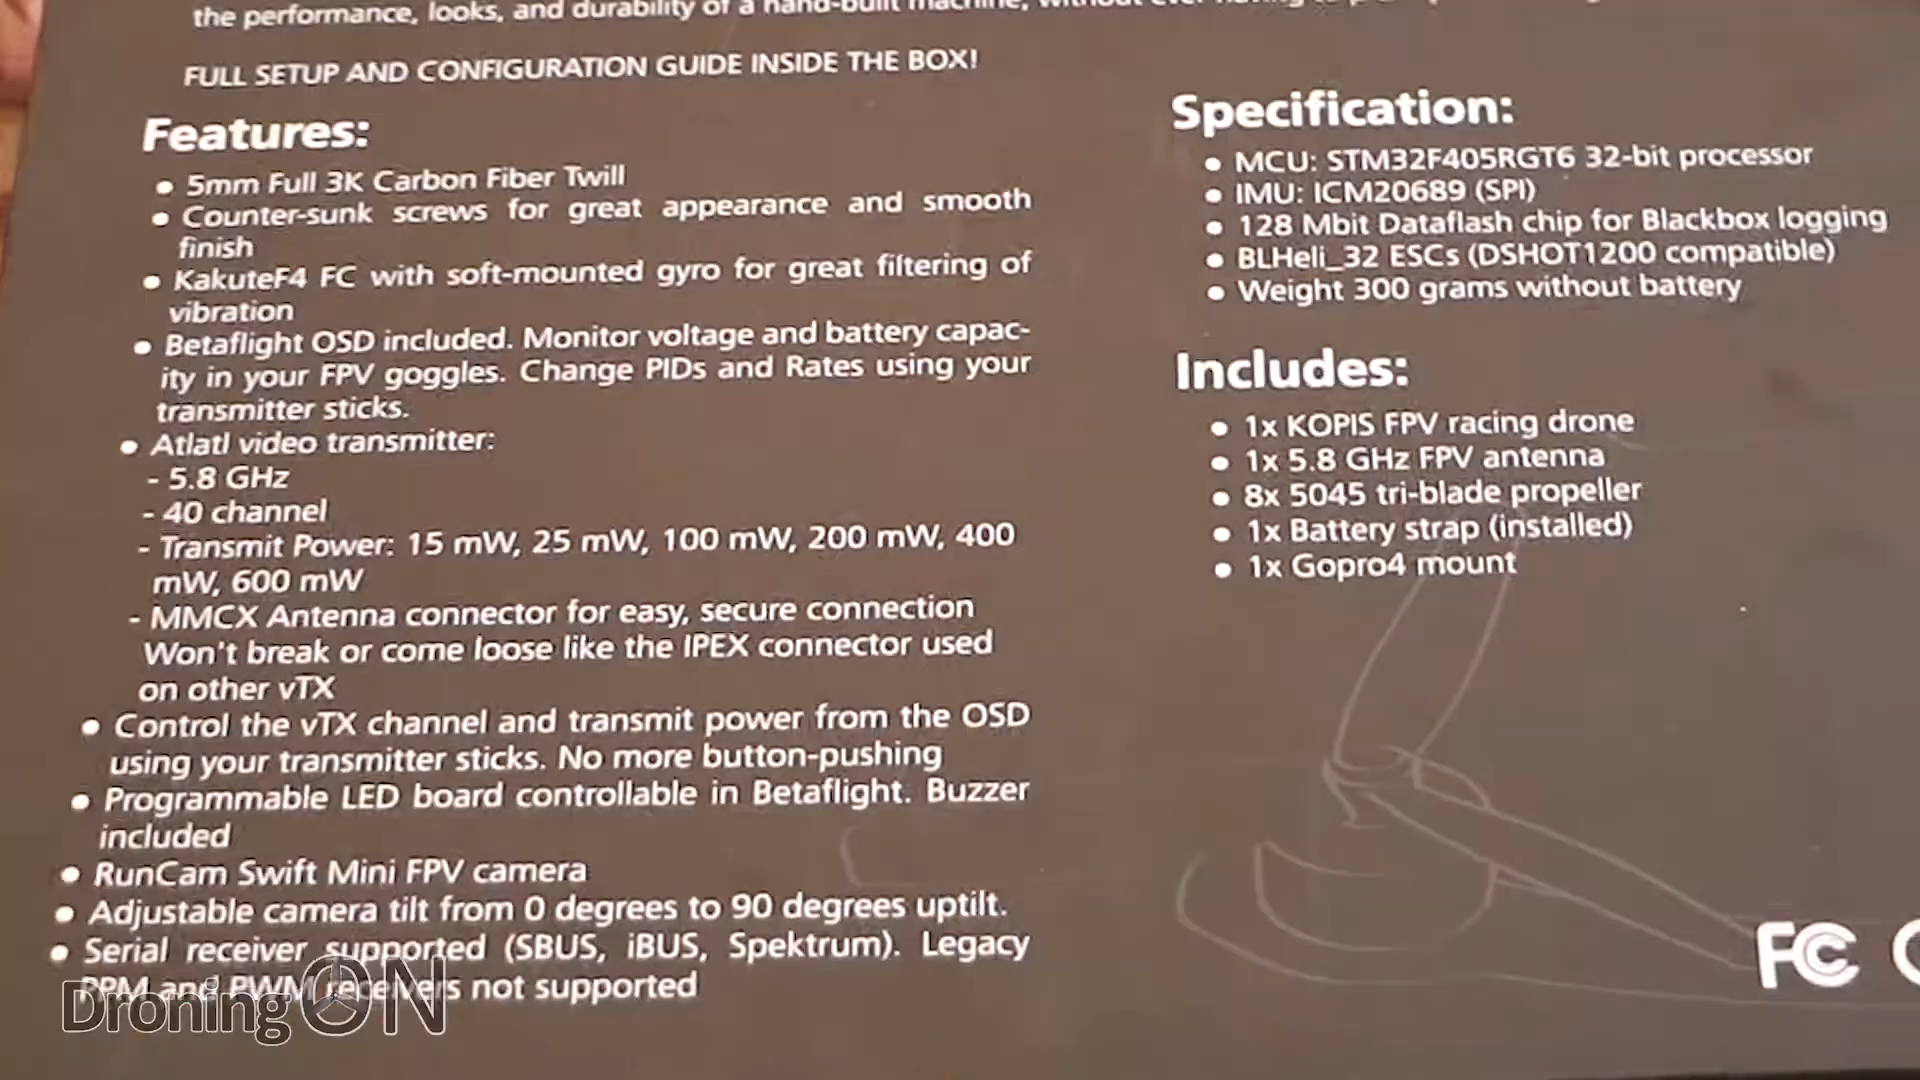 the performance, looks, and durability of a hand-built machine, without ever having to
FULL SETUP AND CONFIGURATION GUIDE INSIDE THE BOX!
Features:
• 5mm Full 3K Carbon Fiber Twill
• Counter-sunk screws for great appearance and smooth
finish
• KakuteF4 FC with soft-mounted gyro for great filtering of
vibration
• Betaflight OSD included. Monitor voltage and battery capac-
ity in your FPV goggles. Change PIDs and Rates using your
transmitter sticks.
• Atlatl video transmitter:
- 5.8 GHz
- 40 channel
- Transmit Power: 15 mW, 25 mW, 100 mW, 200 mW, 400
mW, 600 mW
- MMCX Antenna connector for easy, secure connection
Won't break or come loose like the IPEX connector used
on other vTX
• Control the vTX channel and transmit power from the OSD
using your transmitter sticks. No more button-pushing
• Programmable LED board controllable in Betaflight. Buzzer
included
• RunCam Swift Mini FPV camera
• Adjustable camera tilt from 0 degrees to 90 degrees uptilt.
• Serial receiver supported (SBUS, iBUS, Spektrum). Legacy
PPM and PWM receivers not supported
Specification:
• MCU: STM32F405RGT6 32-bit processor
• IMU: ICM20689 (SPI)
• 128 Mbit Dataflash chip for Blackbox logging
• BLHeli_32 ESCs (DSHOT1200 compatible)
• Weight 300 grams without battery
Includes:
• 1x KOPIS FPV racing drone
• 1x 5.8 GHz FPV antenna
• 8x 5045 tri-blade propeller
• 1x Battery strap (installed)
• 1x Gopro4 mount
FC
DroningON